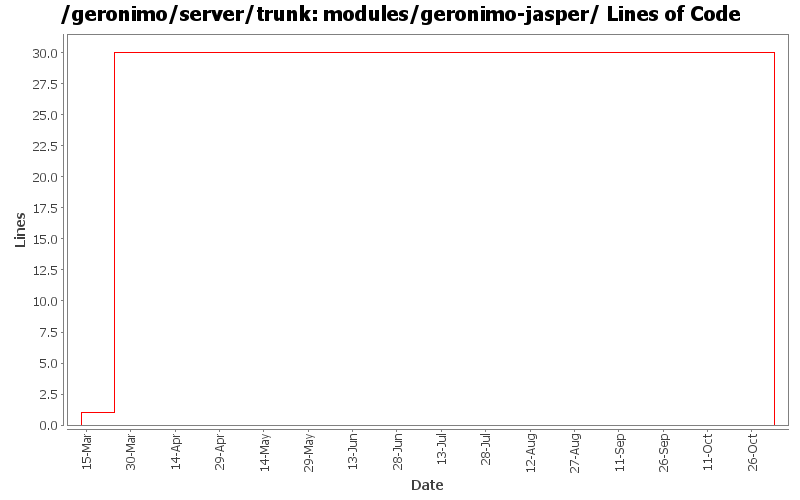 /geronimo/server/trunk: modules/geronimo-jasper/ Lines of Code
30.0
27.5
25.0
22.5
20.0
17.5
15.0
12.5
10.0
7.5
5.0
2.5
0.0
Lines
15-Mar
30-Mar
14-Apr
29-Apr
14-May
29-May
13-Jun
28-Jun
13-Jul
28-Jul
12-Aug
27-Aug
11-Sep
26-Sep
11-Oct
26-Oct
Date